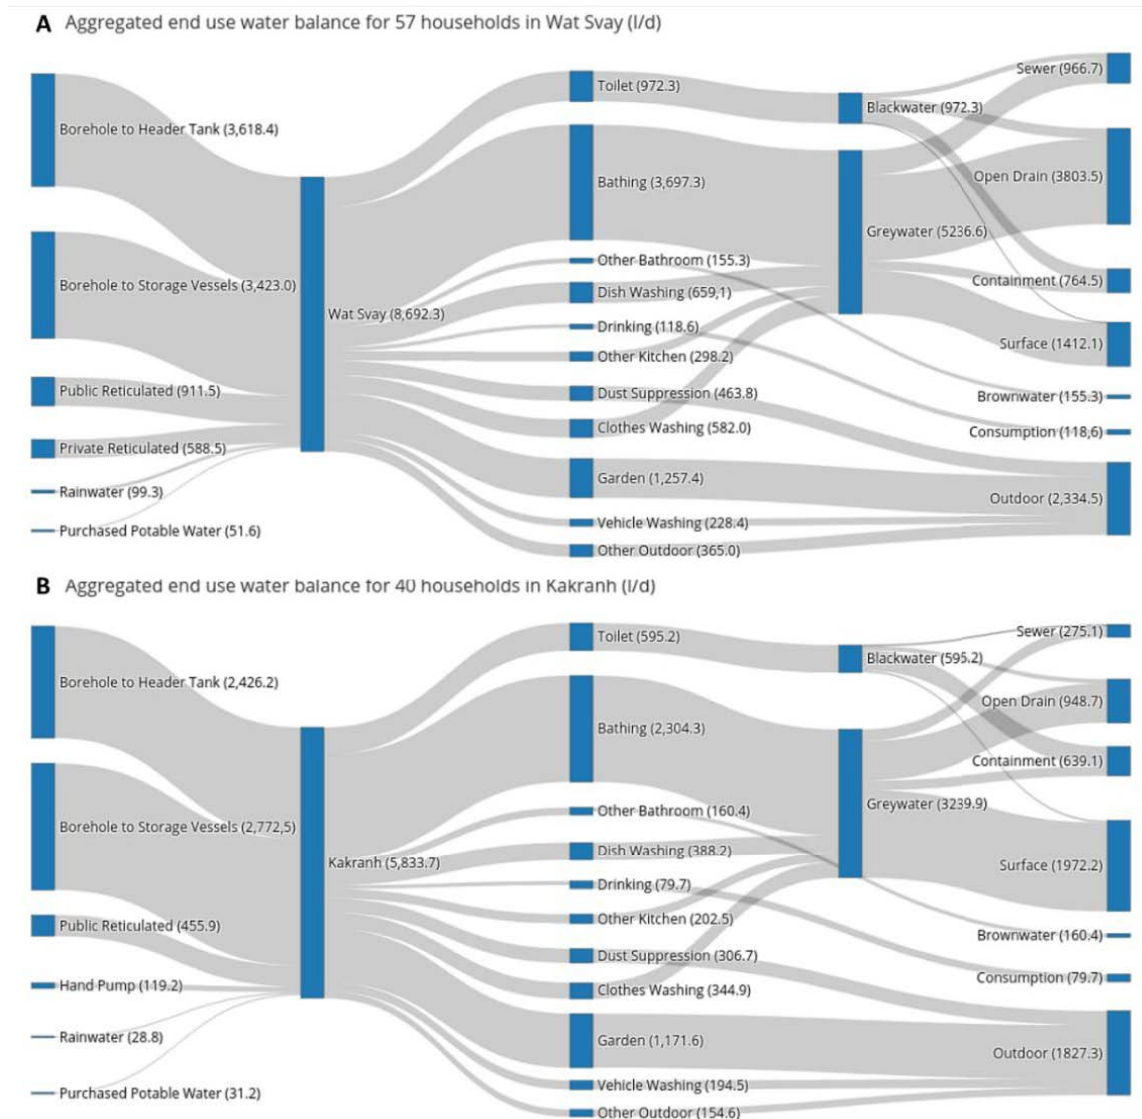 A Aggregated end use water balance for 57 households in Wat Svay (l/d)
Borehole to Header Tank (3,618.4)
Borehole to Storage Vessels (3,423.0)
Public Reticulated (911.5)
Private Reticulated (588.5)
Rainwater (99.3)
Purchased Potable Water (51.6)
Wat Svay (8,692.3)
Toilet (972.3)
Bathing (3,697.3)
Other Bathroom (155.3)
Dish Washing (659,1)
Drinking (118.6)
Other Kitchen (298.2)
Dust Suppression (463.8)
Clothes Washing (582.0)
Garden (1,257.4)
Vehicle Washing (228.4)
Other Outdoor (365.0)
Blackwater (972.3)
Greywater (5236.6)
Sewer (966.7)
Open Drain (3803.5)
Containment (764.5)
Surface (1412.1)
Brownwater (155.3)
Consumption (118,6)
Outdoor (2,334.5)
B Aggregated end use water balance for 40 households in Kakranh (l/d)
Borehole to Header Tank (2,426.2)
Borehole to Storage Vessels (2,772,5)
Public Reticulated (455.9)
Hand Pump (119.2)
Rainwater (28.8)
Purchased Potable Water (31.2)
Kakranh (5,833.7)
Toilet (595.2)
Bathing (2,304.3)
Other Bathroom (160.4)
Dish Washing (388.2)
Drinking (79.7)
Other Kitchen (202.5)
Dust Suppression (306.7)
Clothes Washing (344.9)
Garden (1,171.6)
Vehicle Washing (194.5)
Other Outdoor (154.6)
Blackwater (595.2)
Greywater (3239.9)
Sewer (275.1)
Open Drain (948.7)
Containment (639.1)
Surface (1972.2)
Brownwater (160.4)
Consumption (79.7)
Outdoor (1827.3)